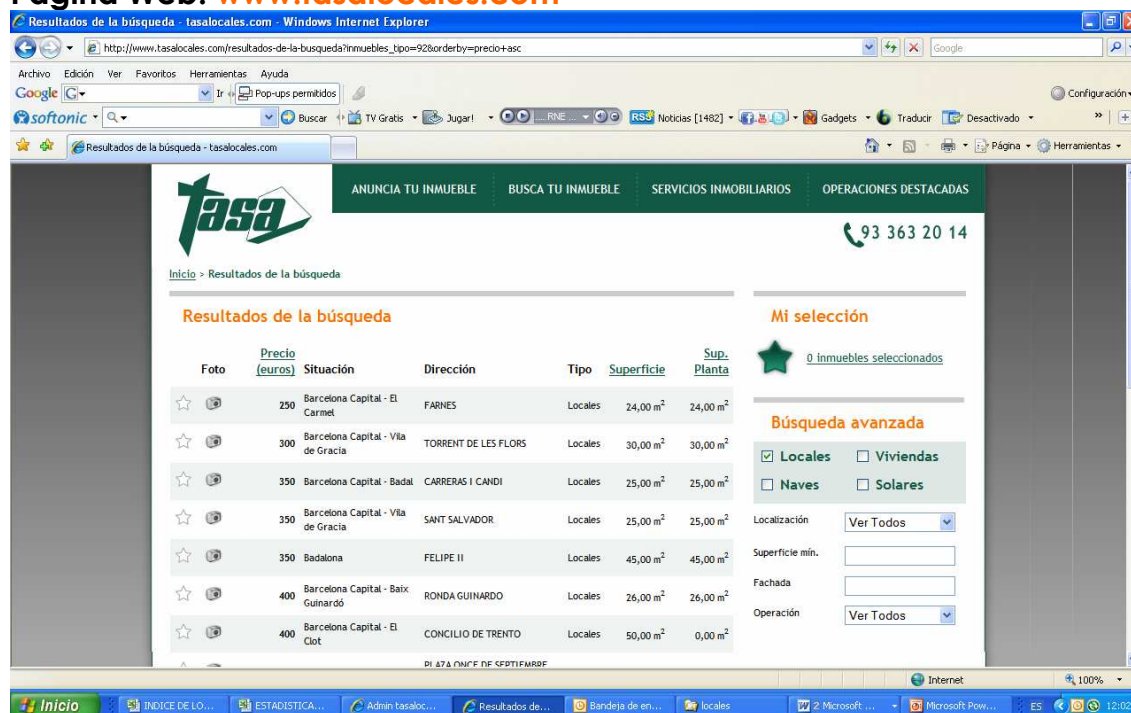 Página Web: www.tasalocales.com
Resultados de la búsqueda - tasalocales.com - Windows Internet Explorer
http://www.tasalocales.com/resultados-de-la-busqueda?inmuebles_tipo=92&orderby=precio+asc
Google
Archivo Edición Ver Favoritos Herramientas Ayuda
Google G Ir Pop-ups permitidos Configuración
softonic Buscar TV Gratis Jugar! RNE ... RSS Noticias [1482] Gadgets Traducir Desactivado »
Resultados de la búsqueda - tasalocales.com Página Herramientas
Tasa
ANUNCIA TU INMUEBLE BUSCA TU INMUEBLE SERVICIOS INMOBILIARIOS OPERACIONES DESTACADAS
93 363 20 14
Inicio > Resultados de la búsqueda
Resultados de la búsqueda
Foto Precio (euros) Situación Dirección Tipo Superficie Sup. Planta
250 Barcelona Capital - El Carmel FARNES Locales 24,00 m² 24,00 m²
300 Barcelona Capital - Vila de Gracia TORRENT DE LES FLORS Locales 30,00 m² 30,00 m²
350 Barcelona Capital - Badal CARRERAS I CANDI Locales 25,00 m² 25,00 m²
350 Barcelona Capital - Vila de Gracia SANT SALVADOR Locales 25,00 m² 25,00 m²
350 Badalona FELIPE II Locales 45,00 m² 45,00 m²
400 Barcelona Capital - Baix Guinardó RONDA GUINARDO Locales 26,00 m² 26,00 m²
400 Barcelona Capital - El Clot CONCILIO DE TRENTO Locales 50,00 m² 0,00 m²
PLAZA ONCE DE SEPTIEMBRE
Mi selección
0 inmuebles seleccionados
Búsqueda avanzada
Locales Viviendas
Naves Solares
Localización Ver Todos
Superficie mín.
Fachada
Operación Ver Todos
Internet 100%
Inicio INDICE DE LO... ESTADISTICA... Admin tasaloc... Resultados de... Bandeja de en... locales 2 Microsoft ... Microsoft Pow... ES 12:02